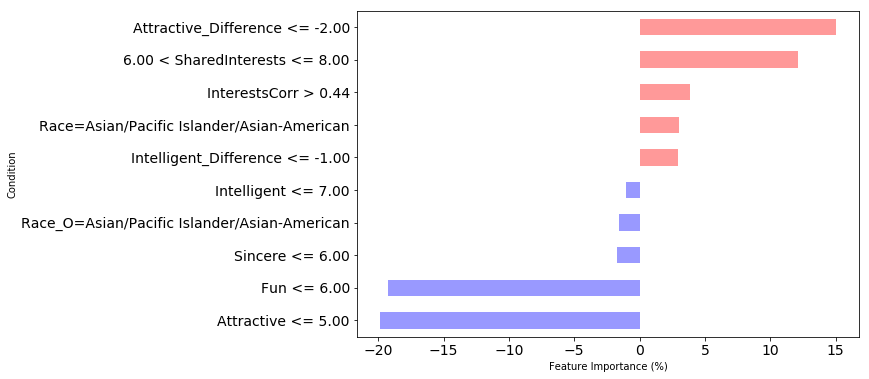 Attractive_Difference <= -2.00
6.00 < SharedInterests <= 8.00
InterestsCorr > 0.44
Race=Asian/Pacific Islander/Asian-American
Intelligent_Difference <= -1.00
Intelligent <= 7.00
Race_O=Asian/Pacific Islander/Asian-American
Sincere <= 6.00
Fun <= 6.00
Attractive <= 5.00
Condition
−20 −15 −10 −5 0 5 10 15
Feature Importance (%)